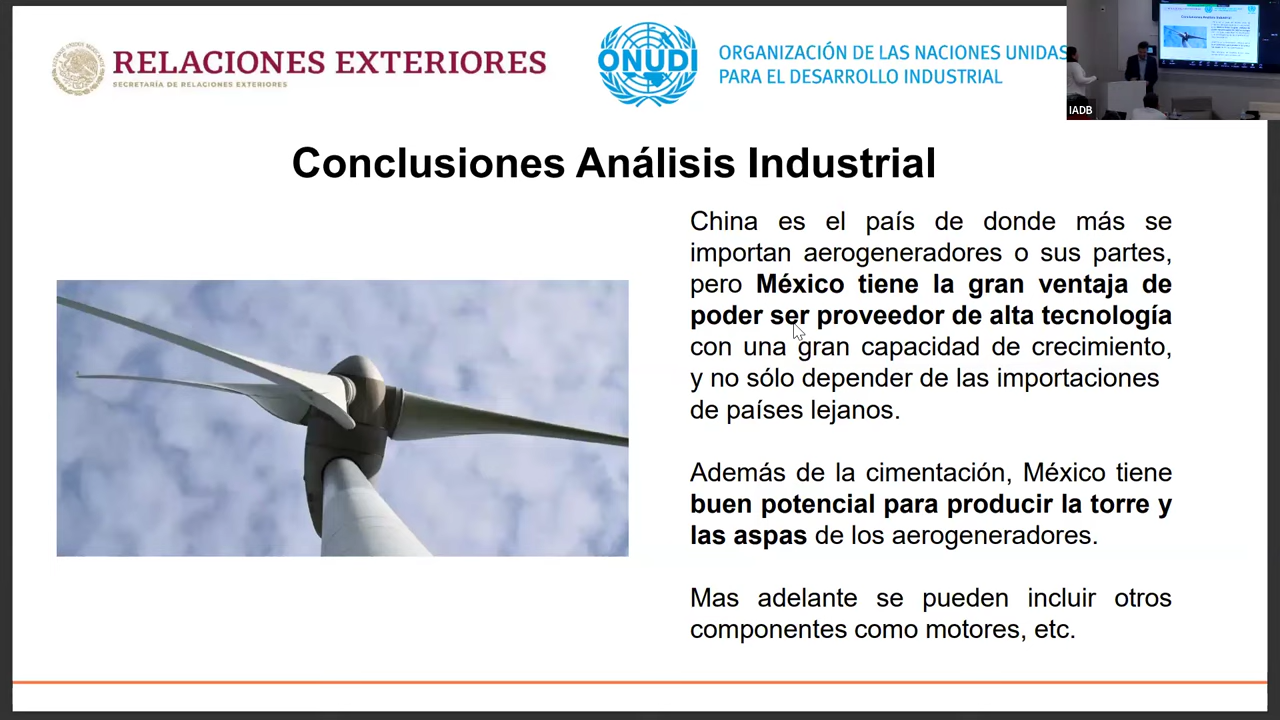 RELACIONES EXTERIORES
SECRETARÍA DE RELACIONES EXTERIORES
ONUDI
ORGANIZACIÓN DE LAS NACIONES UNIDAS
PARA EL DESARROLLO INDUSTRIAL
IADB
Conclusiones Análisis Industrial
China es el país de donde más se
importan aerogeneradores o sus partes,
pero México tiene la gran ventaja de
poder ser proveedor de alta tecnología
con una gran capacidad de crecimiento,
y no sólo depender de las importaciones
de países lejanos.
Además de la cimentación, México tiene
buen potencial para producir la torre y
las aspas de los aerogeneradores.
Mas adelante se pueden incluir otros
componentes como motores, etc.